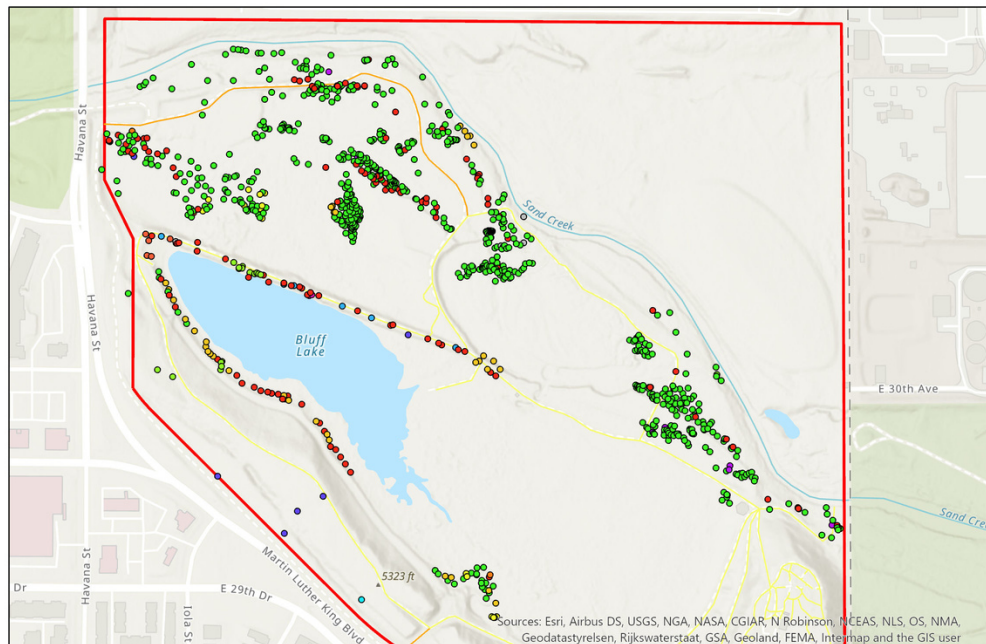 Havana St
Sand Creek
Havana St
Bluff
Lake
E 30th Ave
Sand Creek
5323 ft
Dr
E 29th Dr
Havana St
Iola St
Martin Luther King Blvd
Sources: Esri, Airbus DS, USGS, NGA, NASA, CGIAR, N Robinson, NCEAS, NLS, OS, NMA,
Geodatastyrelsen, Rijkswaterstaat, GSA, Geoland, FEMA, Intermap and the GIS user